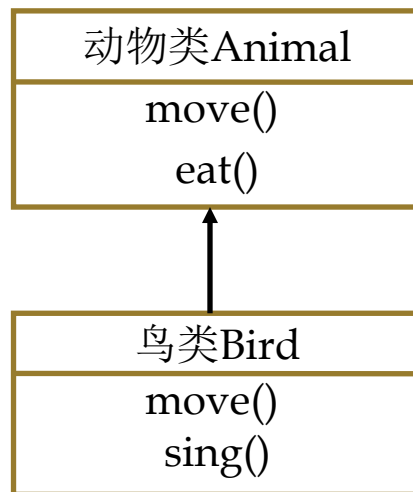 动物类Animal
move()
eat()
鸟类Bird
move()
sing()